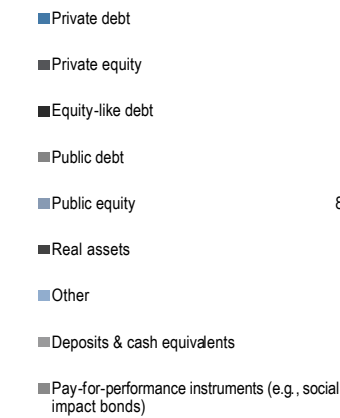 Private debt
Private equity
Equity-like debt
Public debt
Public equity
8
Real assets
Other
Deposits & cash equivalents
Pay-for-performance instruments (e.g., social
impact bonds)